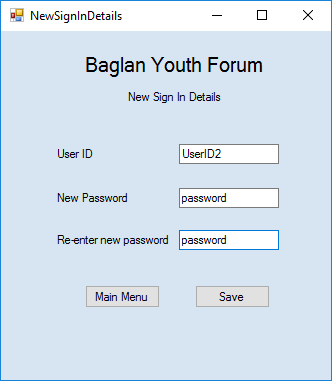 NewSignInDetails
Baglan Youth Forum
New Sign In Details
User ID UserID2
New Password password
Re-enter new password password
Main Menu Save